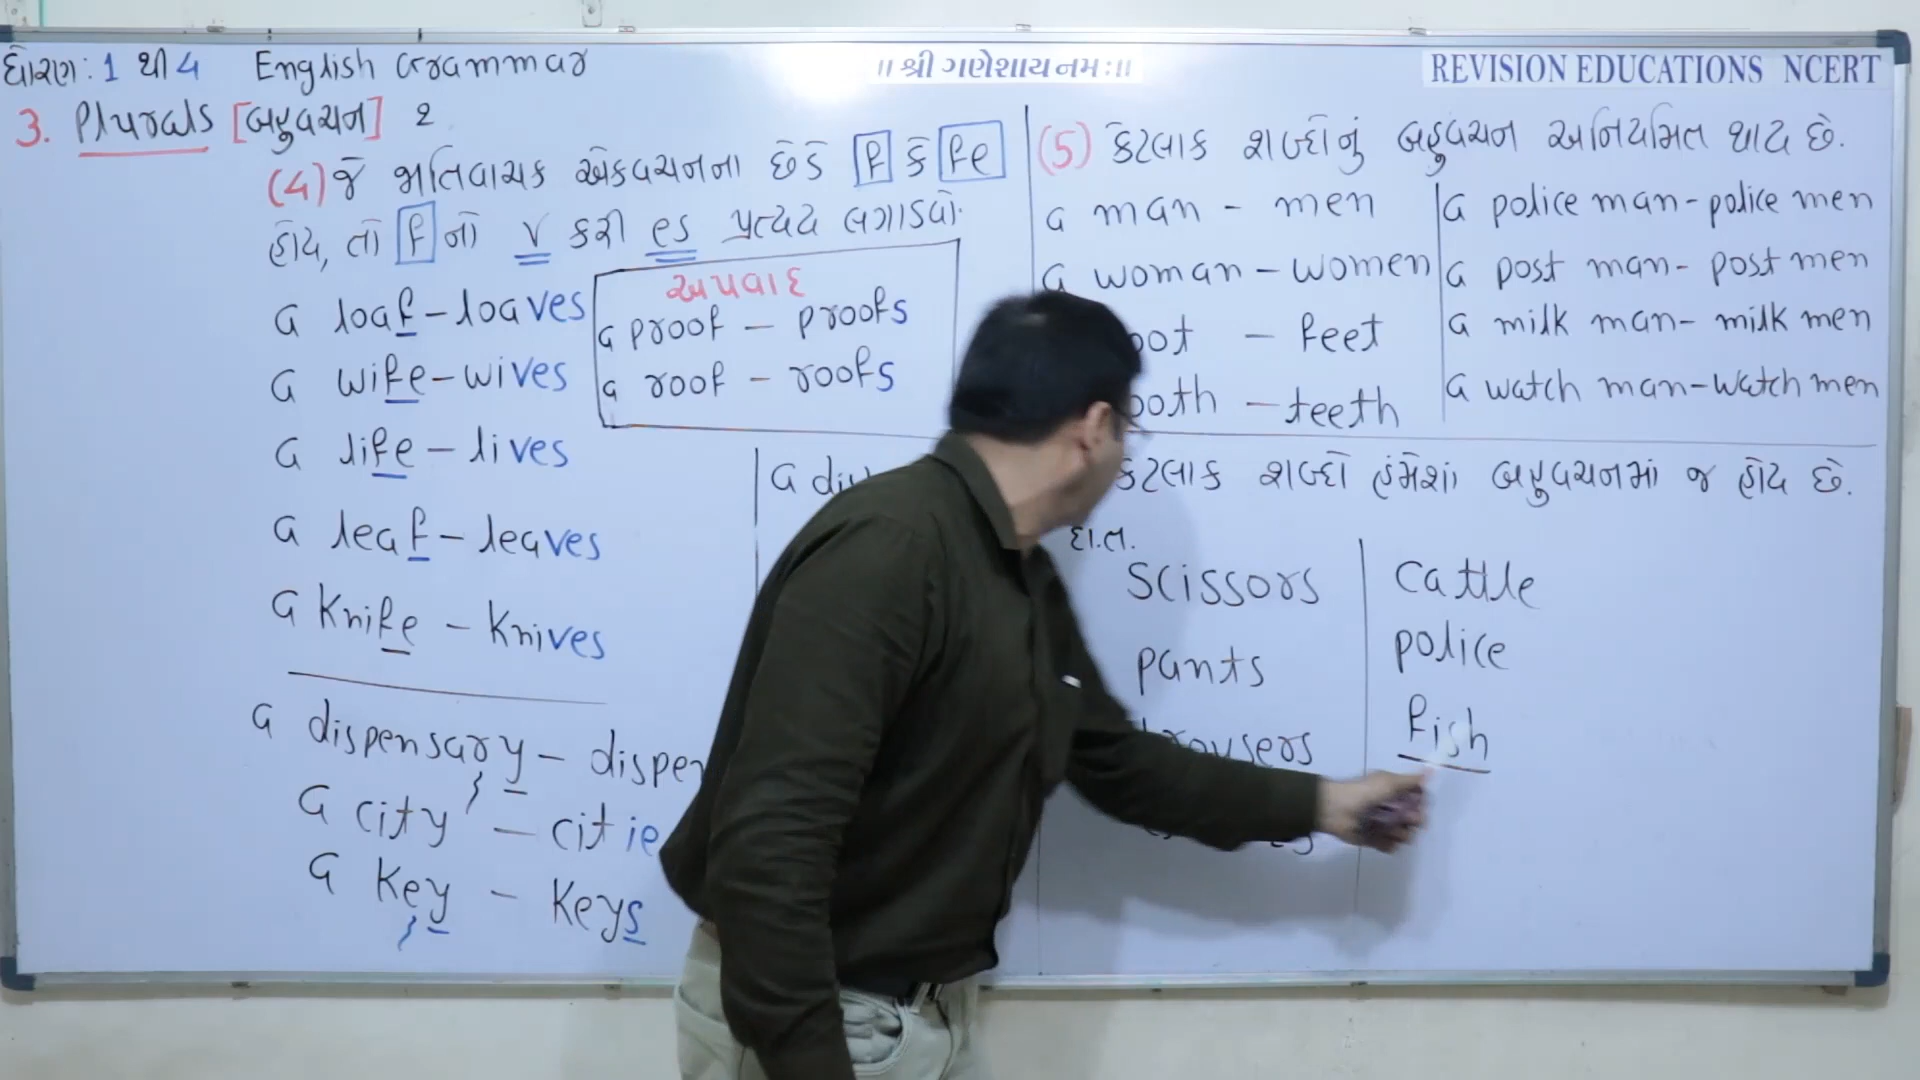 ધોરણ: 1 થી 4 English Grammar
॥ શ્રી ગણેશાય નમઃ ॥
REVISION EDUCATIONS NCERT
3. Plurals [બહુવચન] 2
(4) જે જાતિવાચક એકવચનના છેડે f કે fe
હોય, તો f નો v કરી es પ્રત્યય લગાડવો.
a loaf - loaves
a wife - wives
a life - lives
a leaf - leaves
a knife - knives
અપવાદ
a proof - proofs
a roof - roofs
a dispensary -
a city -
a key - keys
(5) કેટલાક શબ્દોનું બહુવચન અનિયમિત થાય છે.
a man - men
a woman - women
- feet
- teeth
a police man - police men
a post man - post men
a milk man - milk men
a watch man - watch men
કેટલાક શબ્દો હંમેશાં બહુવચનમાં જ હોય છે.
દા.ત.
scissors
pants
trousers
cattle
police
fish